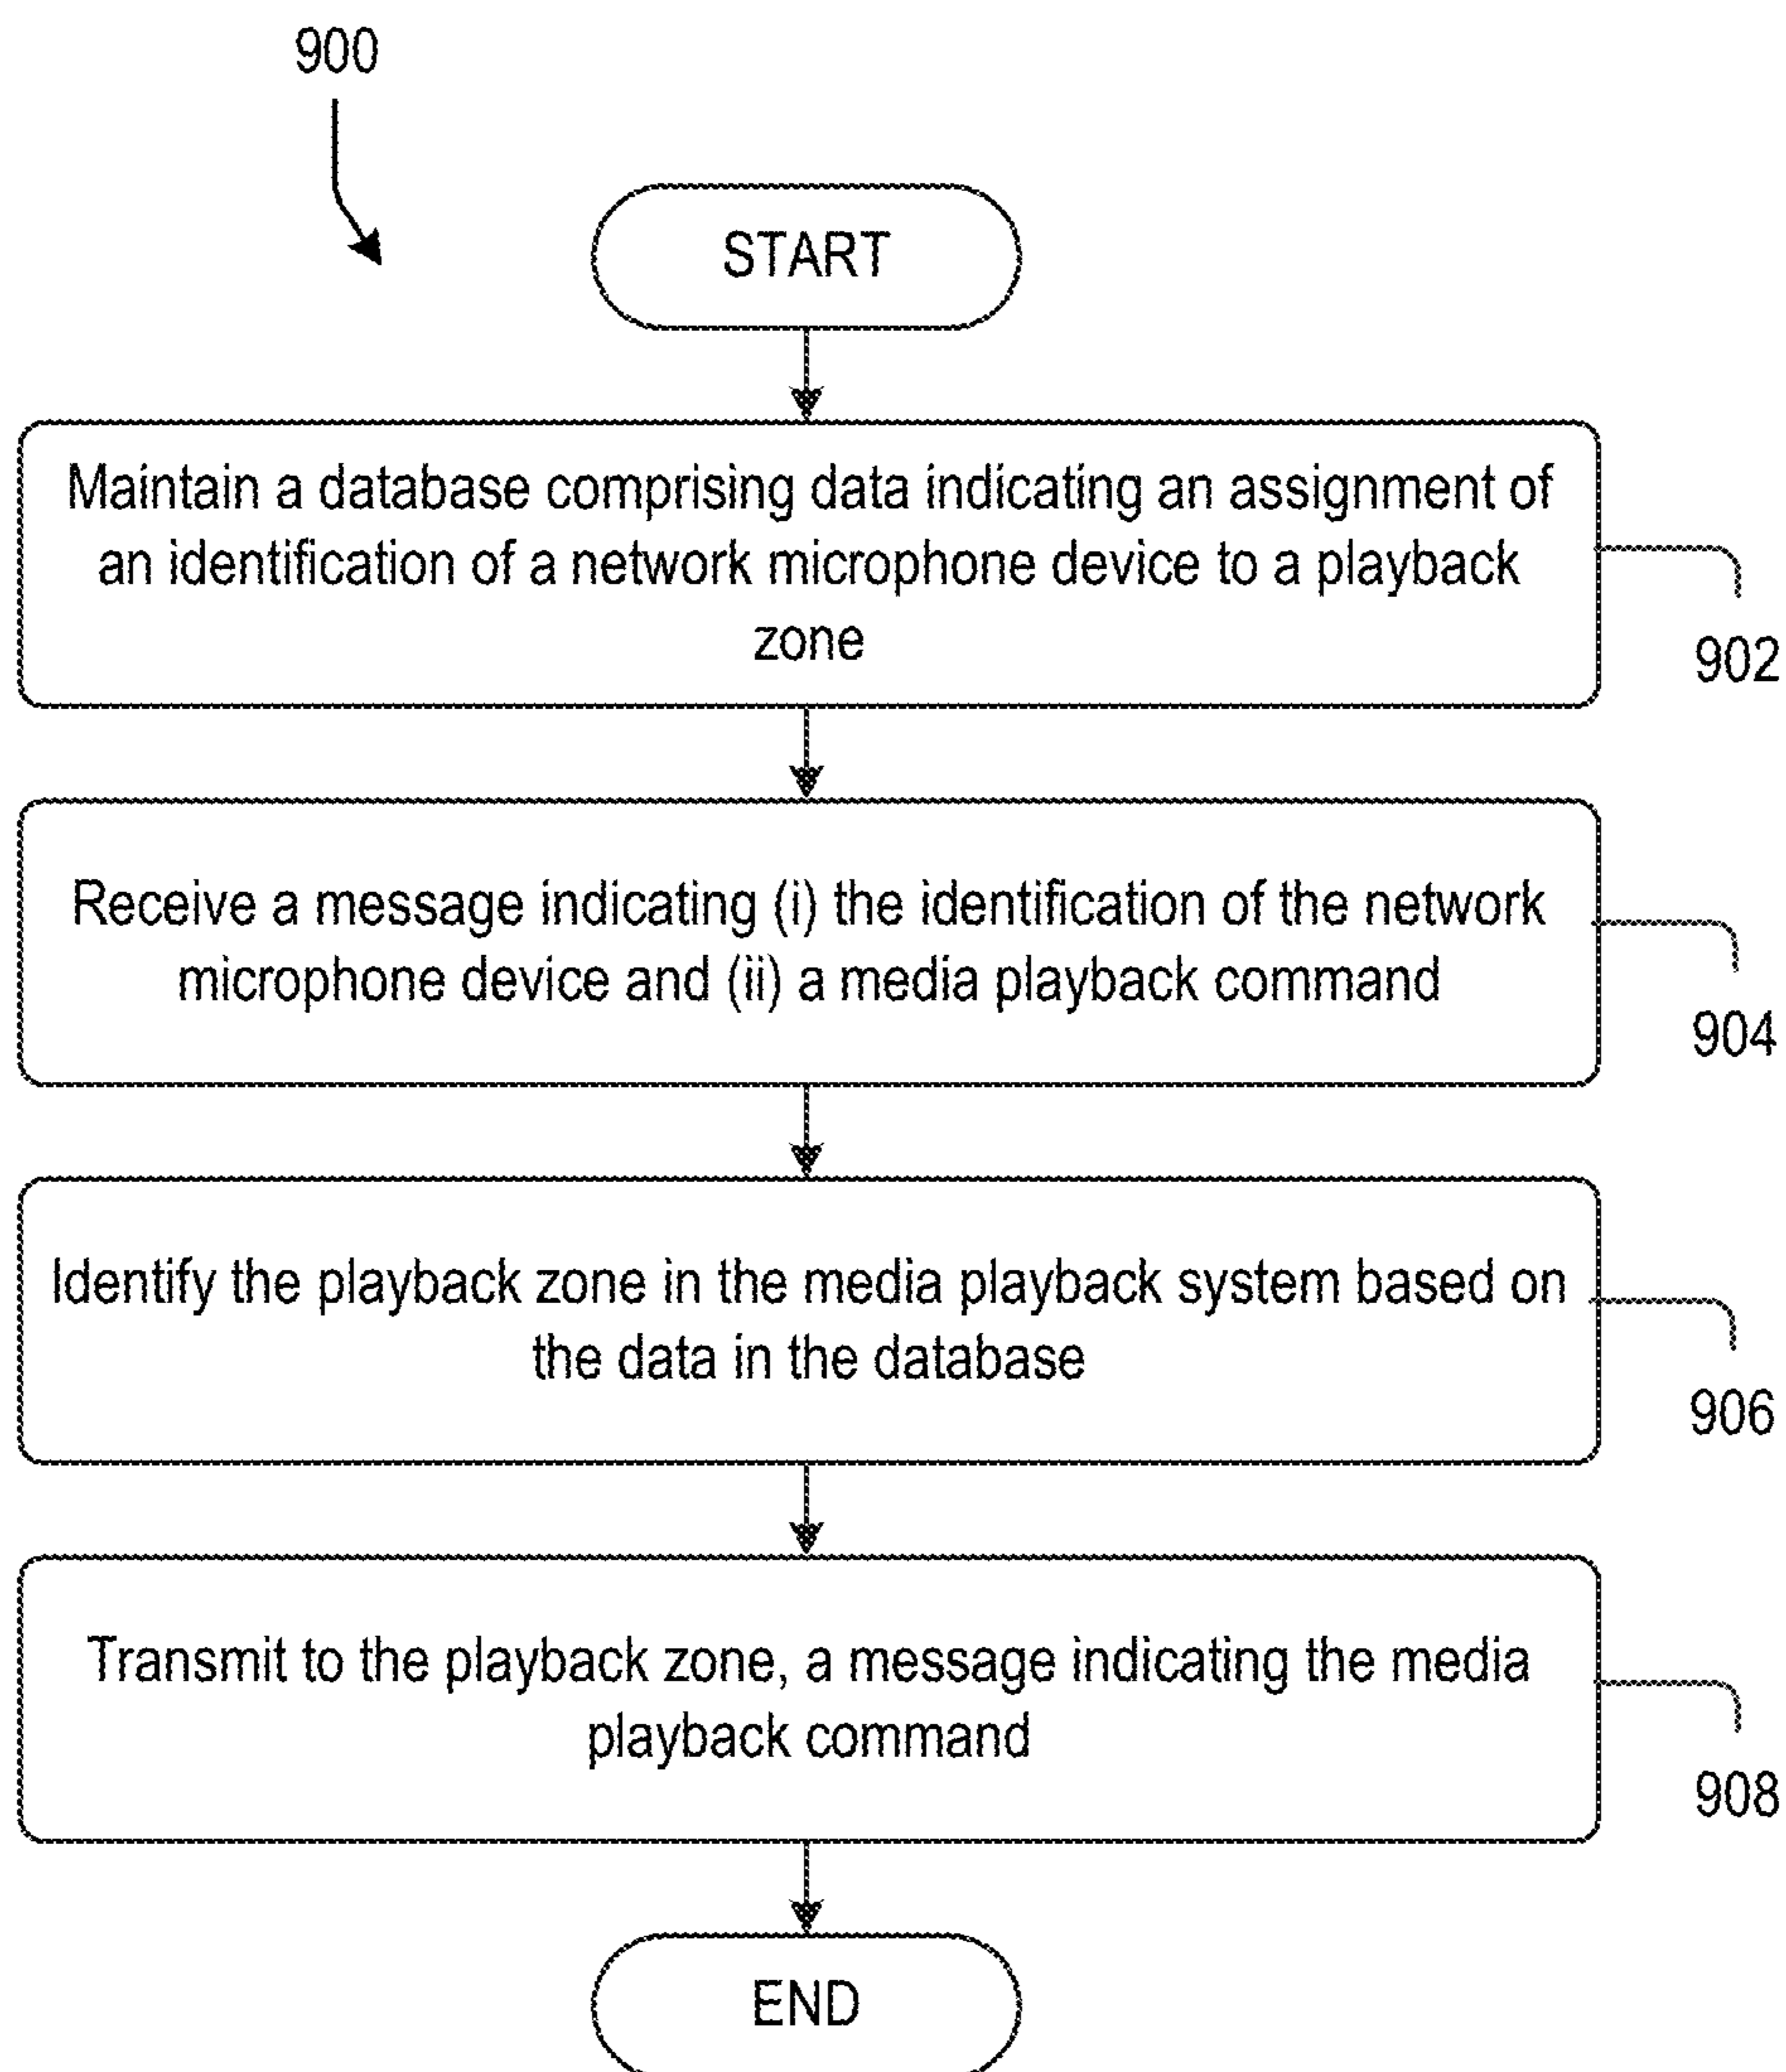 900
START
Maintain a database comprising data indicating an assignment of
an identification of a network microphone device to a playback
zone
902
Receive a message indicating (i) the identification of the network
microphone device and (ii) a media playback command
904
Identify the playback zone in the media playback system based on
the data in the database
906
Transmit to the playback zone, a message indicating the media
playback command
908
END